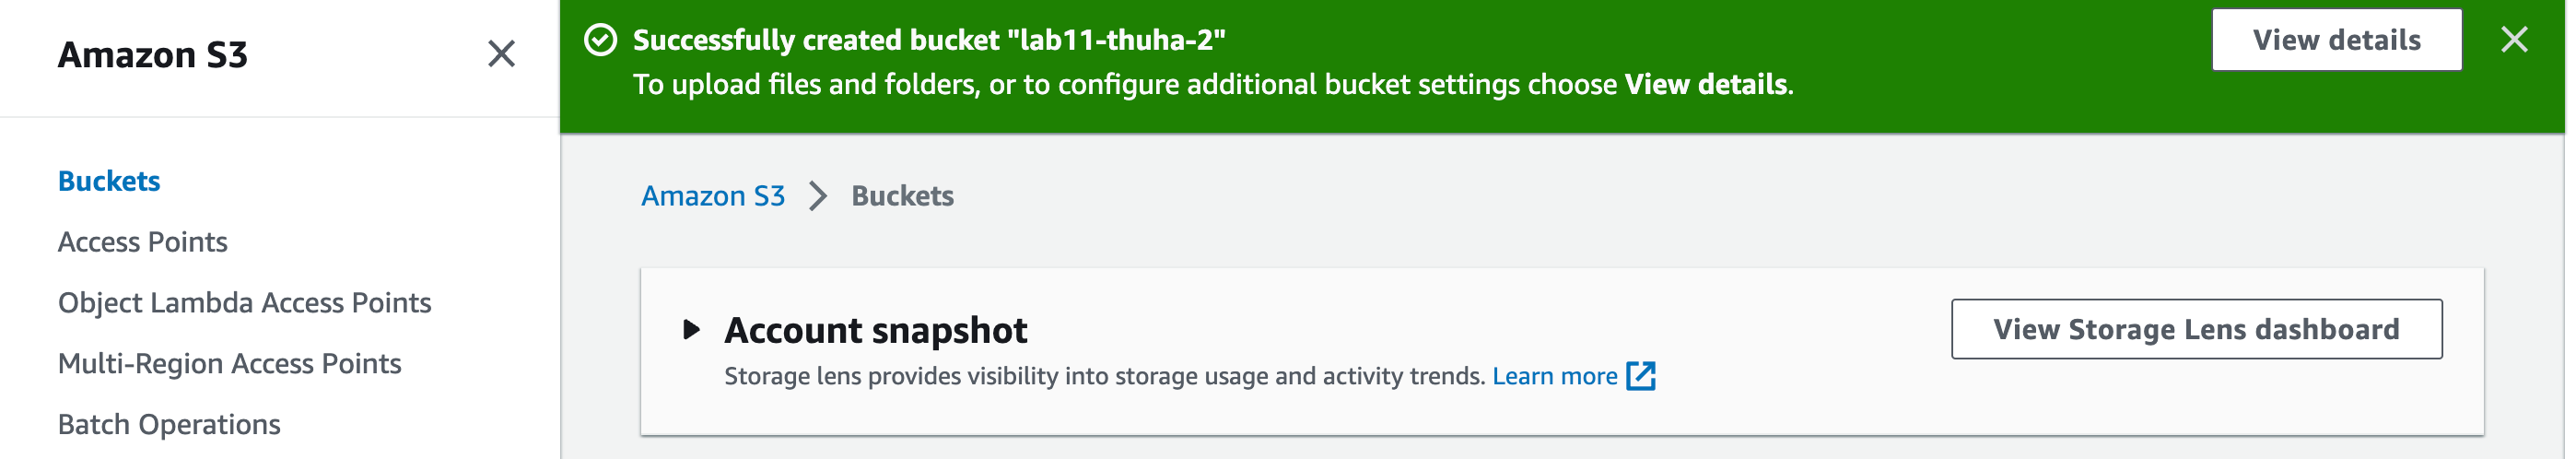 Amazon S3
Buckets
Access Points
Object Lambda Access Points
Multi-Region Access Points
Batch Operations
Successfully created bucket "lab11-thuha-2"
To upload files and folders, or to configure additional bucket settings choose View details.
View details
Amazon S3 Buckets
Account snapshot
Storage lens provides visibility into storage usage and activity trends. Learn more
View Storage Lens dashboard